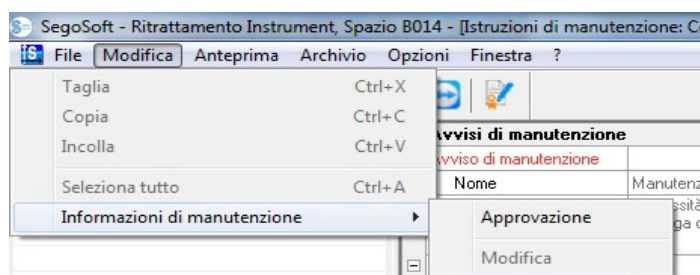 SegoSoft - Ritrattamento Instrument, Spazio B014 - [Istruzioni di manutenzione: C
File Modifica Anteprima Archivio Opzioni Finestra ?
Taglia Ctrl+X
Copia Ctrl+C
Incolla Ctrl+V
Seleziona tutto Ctrl+A
Informazioni di manutenzione
Avvisi di manutenzione
Avviso di manutenzione
Nome Manutenz
Approvazione
Modifica